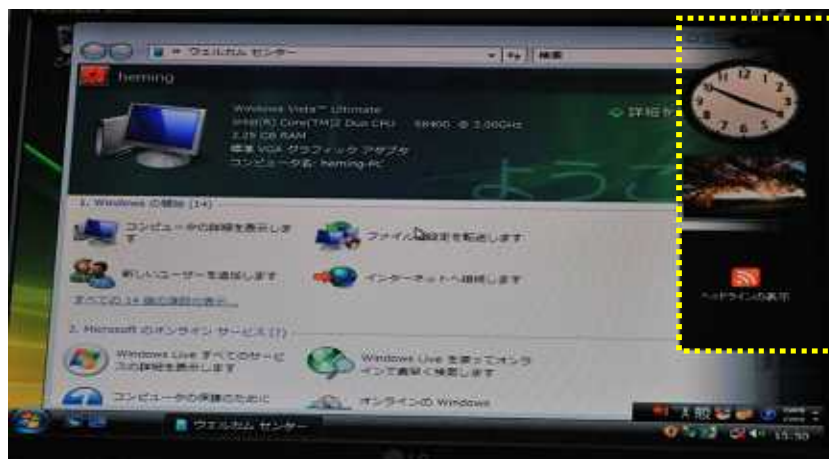 ウェルカム センター
検索
heming
Windows Vista™ Ultimate
Intel(R) Core(TM)2 Duo CPU E8400 @ 3.00GHz
2.25 GB RAM
標準 VGA グラフィック アダプタ
コンピュータ名: heming-PC
詳細を
ようこ
1. Windows の開始 (14)
コンピュータの詳細を表示しま
す
ファイルと設定を転送します
新しいユーザーを追加します
インターネットへ接続します
すべての 14 個の項目の表示...
2. Microsoft のオンライン サービス (7)
Windows Live すべてのサービ
スの詳細を表示します
Windows Live を使ってオンラ
インで素早く検索します
コンピュータの保護のために
オンラインの Windows
ヘッドラインの表示
11 12 1
ウェルカム センター
A 般
15:50